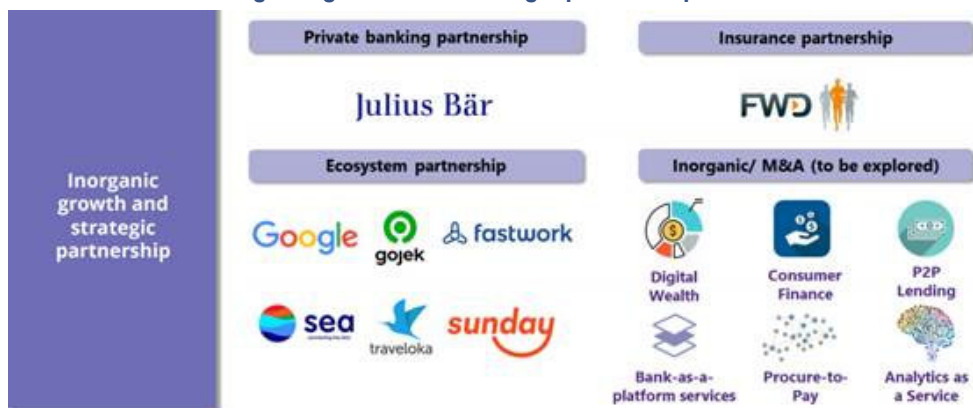 Inorganic
growth and
strategic
partnership
Private banking partnership
Julius Bär
Insurance partnership
FWD
Ecosystem partnership
Google
gojek
fastwork
sea
traveloka
sunday
Inorganic/ M&A (to be explored)
Digital
Wealth
Consumer
Finance
P2P
Lending
Bank-as-a-
platform services
Procure-to-
Pay
Analytics as
a Service